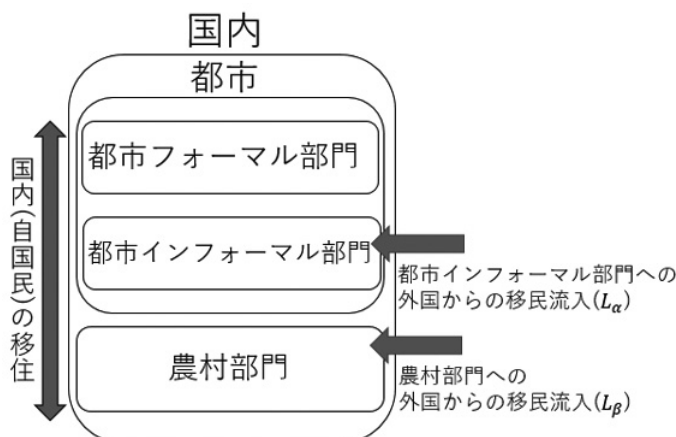 国内
都市
都市フォーマル部門
都市インフォーマル部門
農村部門
国内(自国民)の移住
都市インフォーマル部門への
外国からの移民流入(Lα)
農村部門への
外国からの移民流入(Lβ)